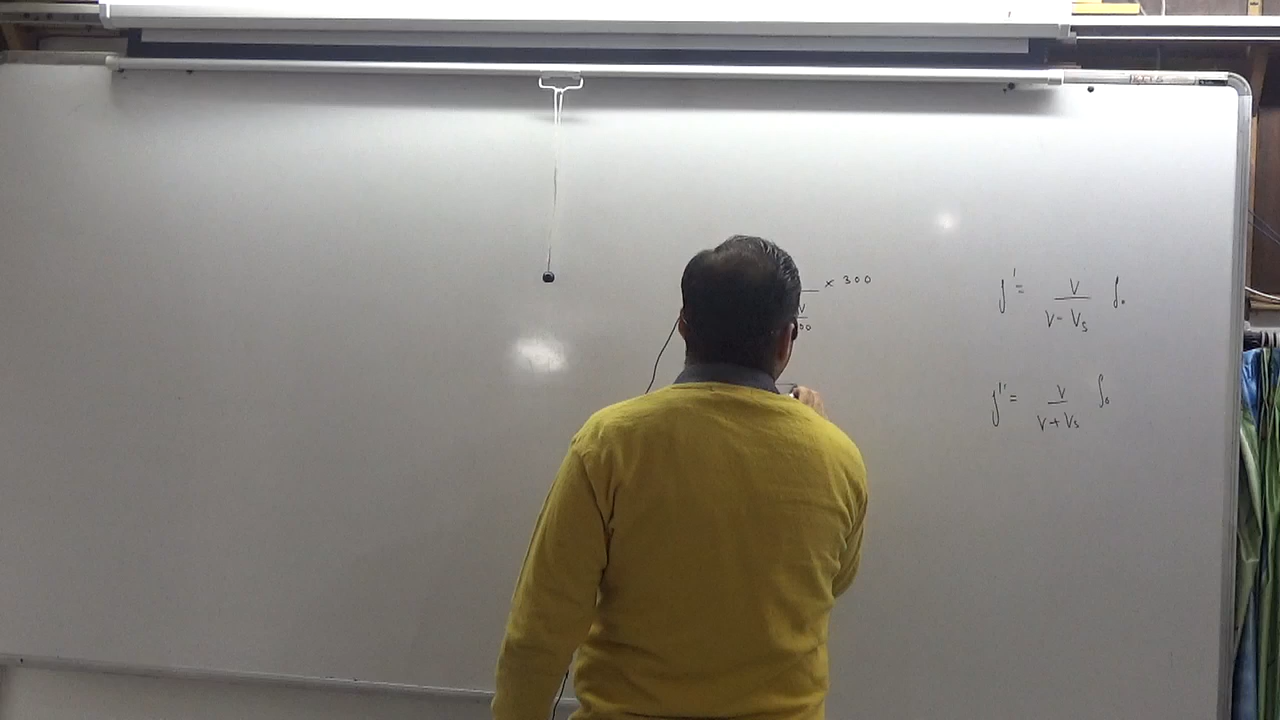 × 300
V
00
f' = V / V - Vs f₀
f'' = V / V + Vs f₀